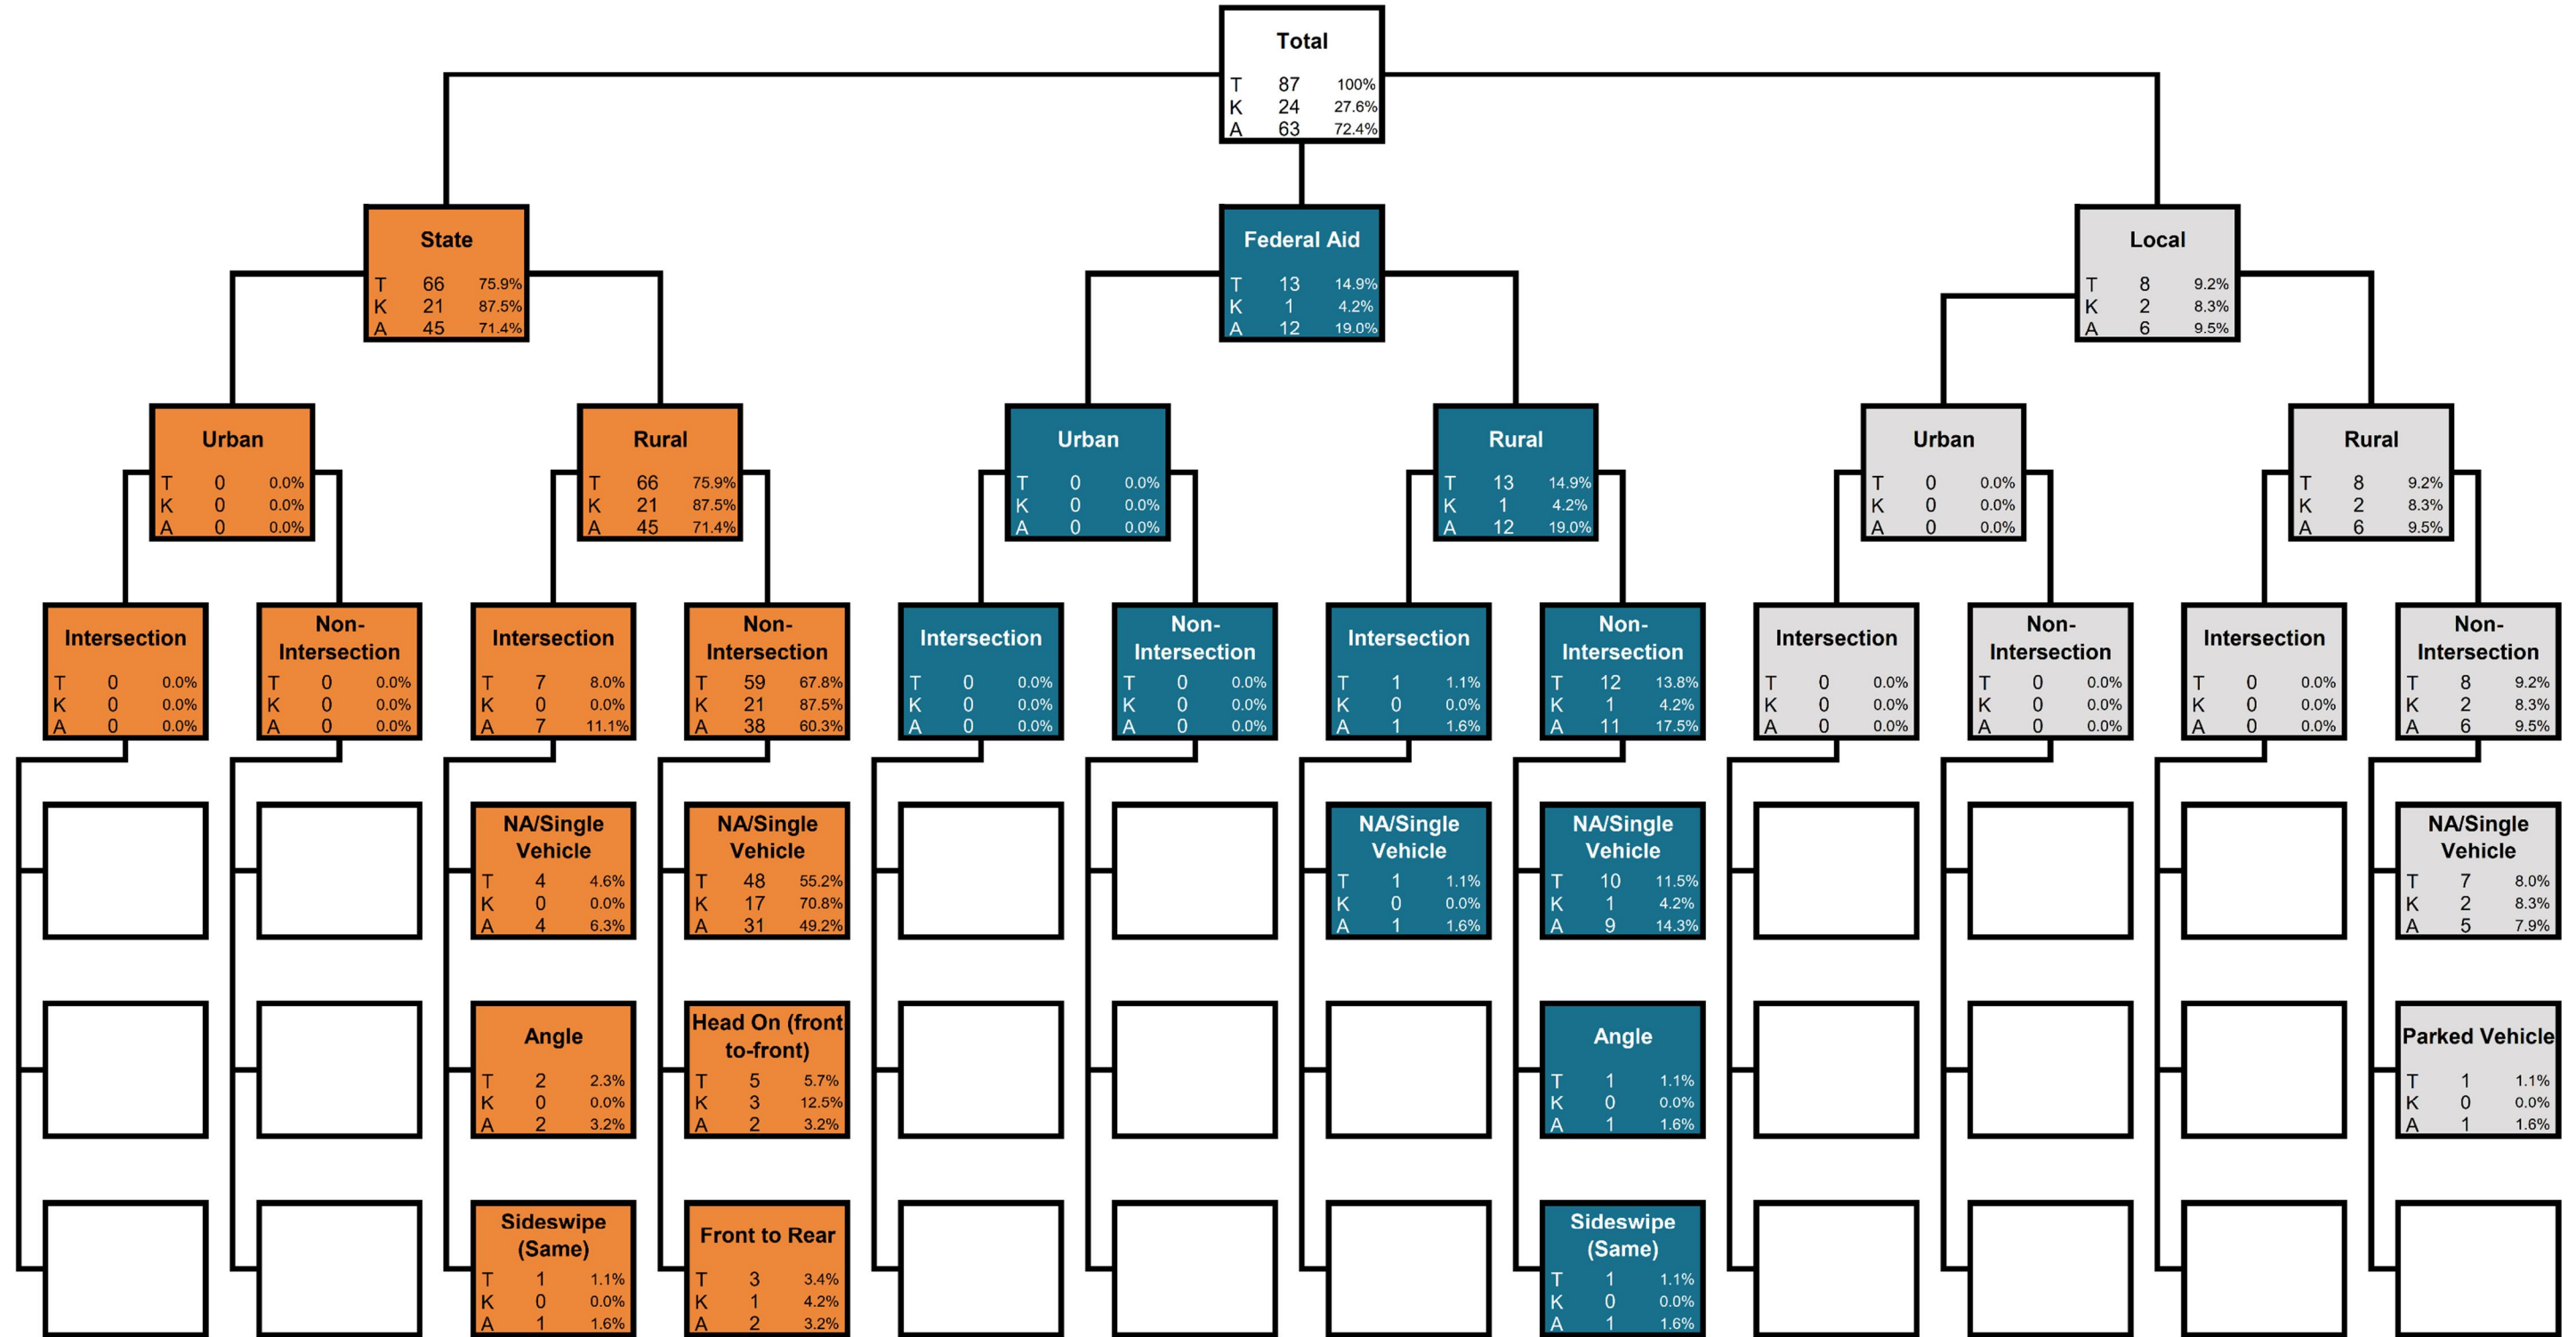 Total
T 87 100%
K 24 27.6%
A 63 72.4%
State
T 66 75.9%
K 21 87.5%
A 45 71.4%
Federal Aid
T 13 14.9%
K 1 4.2%
A 12 19.0%
Local
T 8 9.2%
K 2 8.3%
A 6 9.5%
Urban
T 0 0.0%
K 0 0.0%
A 0 0.0%
Rural
T 66 75.9%
K 21 87.5%
A 45 71.4%
Urban
T 0 0.0%
K 0 0.0%
A 0 0.0%
Rural
T 13 14.9%
K 1 4.2%
A 12 19.0%
Urban
T 0 0.0%
K 0 0.0%
A 0 0.0%
Rural
T 8 9.2%
K 2 8.3%
A 6 9.5%
Intersection
T 0 0.0%
K 0 0.0%
A 0 0.0%
Non-
Intersection
T 0 0.0%
K 0 0.0%
A 0 0.0%
Intersection
T 7 8.0%
K 0 0.0%
A 7 11.1%
Non-
Intersection
T 59 67.8%
K 21 87.5%
A 38 60.3%
Intersection
T 0 0.0%
K 0 0.0%
A 0 0.0%
Non-
Intersection
T 0 0.0%
K 0 0.0%
A 0 0.0%
Intersection
T 1 1.1%
K 0 0.0%
A 1 1.6%
Non-
Intersection
T 12 13.8%
K 1 4.2%
A 11 17.5%
Intersection
T 0 0.0%
K 0 0.0%
A 0 0.0%
Non-
Intersection
T 0 0.0%
K 0 0.0%
A 0 0.0%
Intersection
T 0 0.0%
K 0 0.0%
A 0 0.0%
Non-
Intersection
T 8 9.2%
K 2 8.3%
A 6 9.5%
NA/Single
Vehicle
T 4 4.6%
K 0 0.0%
A 4 6.3%
NA/Single
Vehicle
T 48 55.2%
K 17 70.8%
A 31 49.2%
NA/Single
Vehicle
T 1 1.1%
K 0 0.0%
A 1 1.6%
NA/Single
Vehicle
T 10 11.5%
K 1 4.2%
A 9 14.3%
NA/Single
Vehicle
T 7 8.0%
K 2 8.3%
A 5 7.9%
Angle
T 2 2.3%
K 0 0.0%
A 2 3.2%
Head On (front
to-front)
T 5 5.7%
K 3 12.5%
A 2 3.2%
Angle
T 1 1.1%
K 0 0.0%
A 1 1.6%
Parked Vehicle
T 1 1.1%
K 0 0.0%
A 1 1.6%
Sideswipe
(Same)
T 1 1.1%
K 0 0.0%
A 1 1.6%
Front to Rear
T 3 3.4%
K 1 4.2%
A 2 3.2%
Sideswipe
(Same)
T 1 1.1%
K 0 0.0%
A 1 1.6%